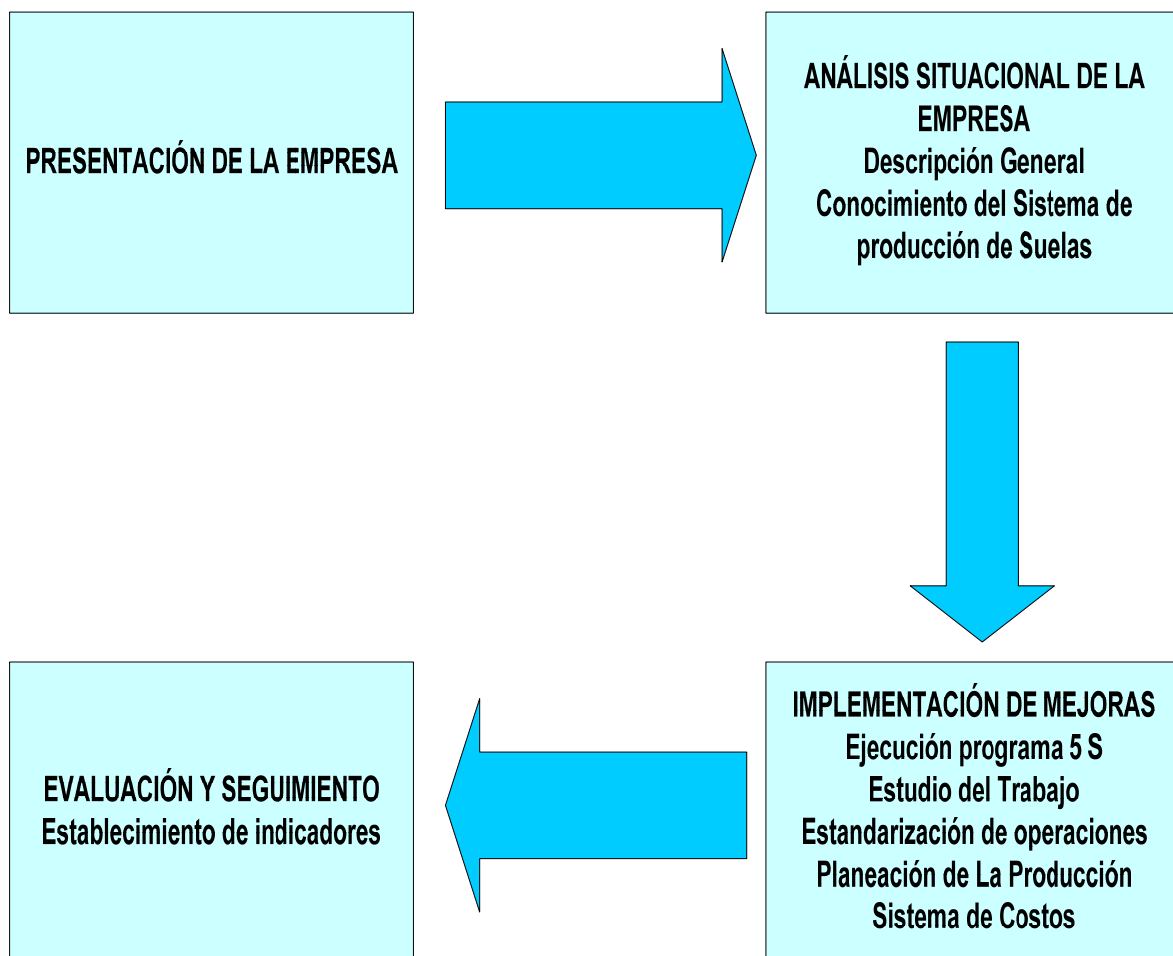 PRESENTACIÓN DE LA EMPRESA
ANÁLISIS SITUACIONAL DE LA
EMPRESA
Descripción General
Conocimiento del Sistema de
producción de Suelas
IMPLEMENTACIÓN DE MEJORAS
Ejecución programa 5 S
Estudio del Trabajo
Estandarización de operaciones
Planeación de La Producción
Sistema de Costos
EVALUACIÓN Y SEGUIMIENTO
Establecimiento de indicadores